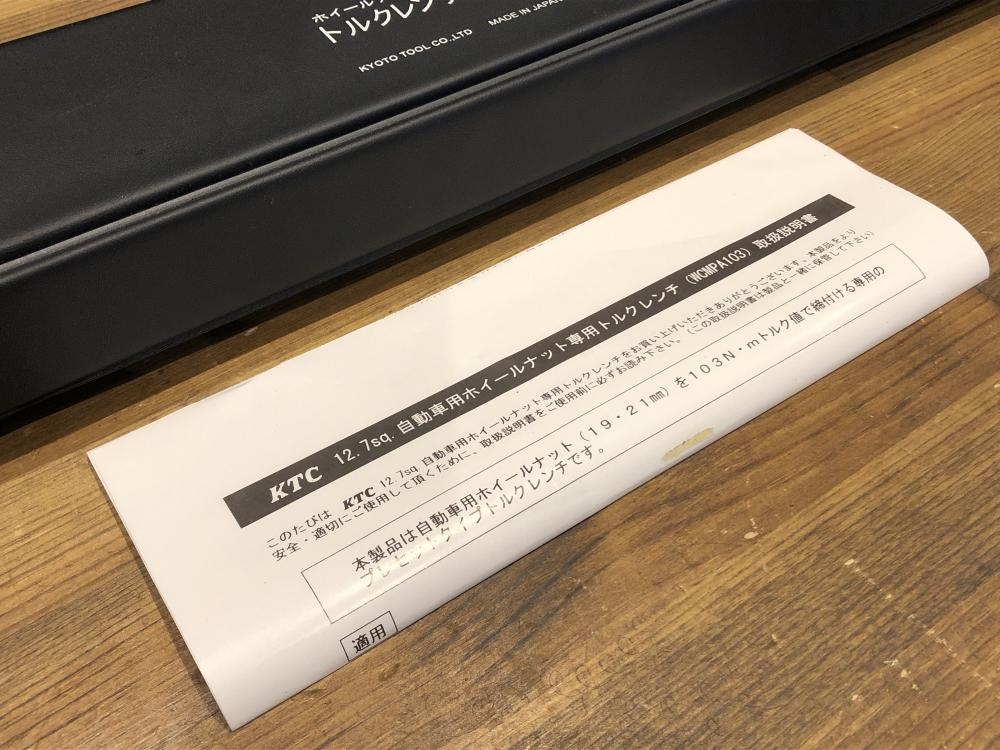 ホイール
トルクレンチ
KYOTO TOOL CO.,LTD MADE IN JAPAN
KTC 12.7sq. 自動車用ホイールナット専用トルクレンチ (WCMPA103) 取扱説明書
このたびは KTC 12.7sq 自動車用ホイールナット専用トルクレンチをお買い上げいただきありがとうございます。本製品をより
安全・適切にご使用して頂くために、取扱説明書をご使用前に必ずお読み下さい。(この取扱説明書は製品と一緒に保管して下さい)
本製品は自動車用ホイールナット(19・21㎜)を103N・mトルク値で締付ける専用の
プレセットタイプトルクレンチです。
適用